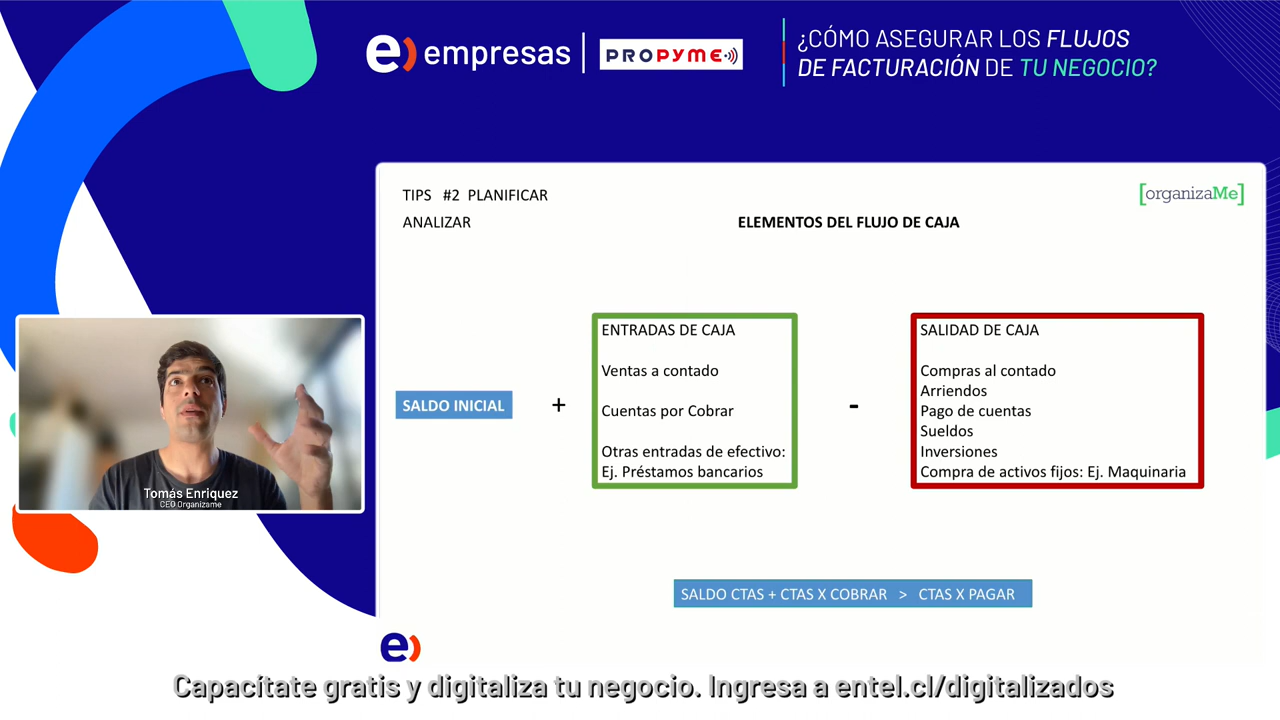 e) empresas
PROPYME
¿CÓMO ASEGURAR LOS FLUJOS
DE FACTURACIÓN DE TU NEGOCIO?
TIPS #2 PLANIFICAR
[organizaMe]
ANALIZAR
ELEMENTOS DEL FLUJO DE CAJA
SALDO INICIAL
+
ENTRADAS DE CAJA
Ventas a contado
Cuentas por Cobrar
Otras entradas de efectivo:
Ej. Préstamos bancarios
-
SALIDAD DE CAJA
Compras al contado
Arriendos
Pago de cuentas
Sueldos
Inversiones
Compra de activos fijos: Ej. Maquinaria
Tomás Enriquez
CEO Organizame
SALDO CTAS + CTAS X COBRAR > CTAS X PAGAR
e)
Capacítate gratis y digitaliza tu negocio. Ingresa a entel.cl/digitalizados